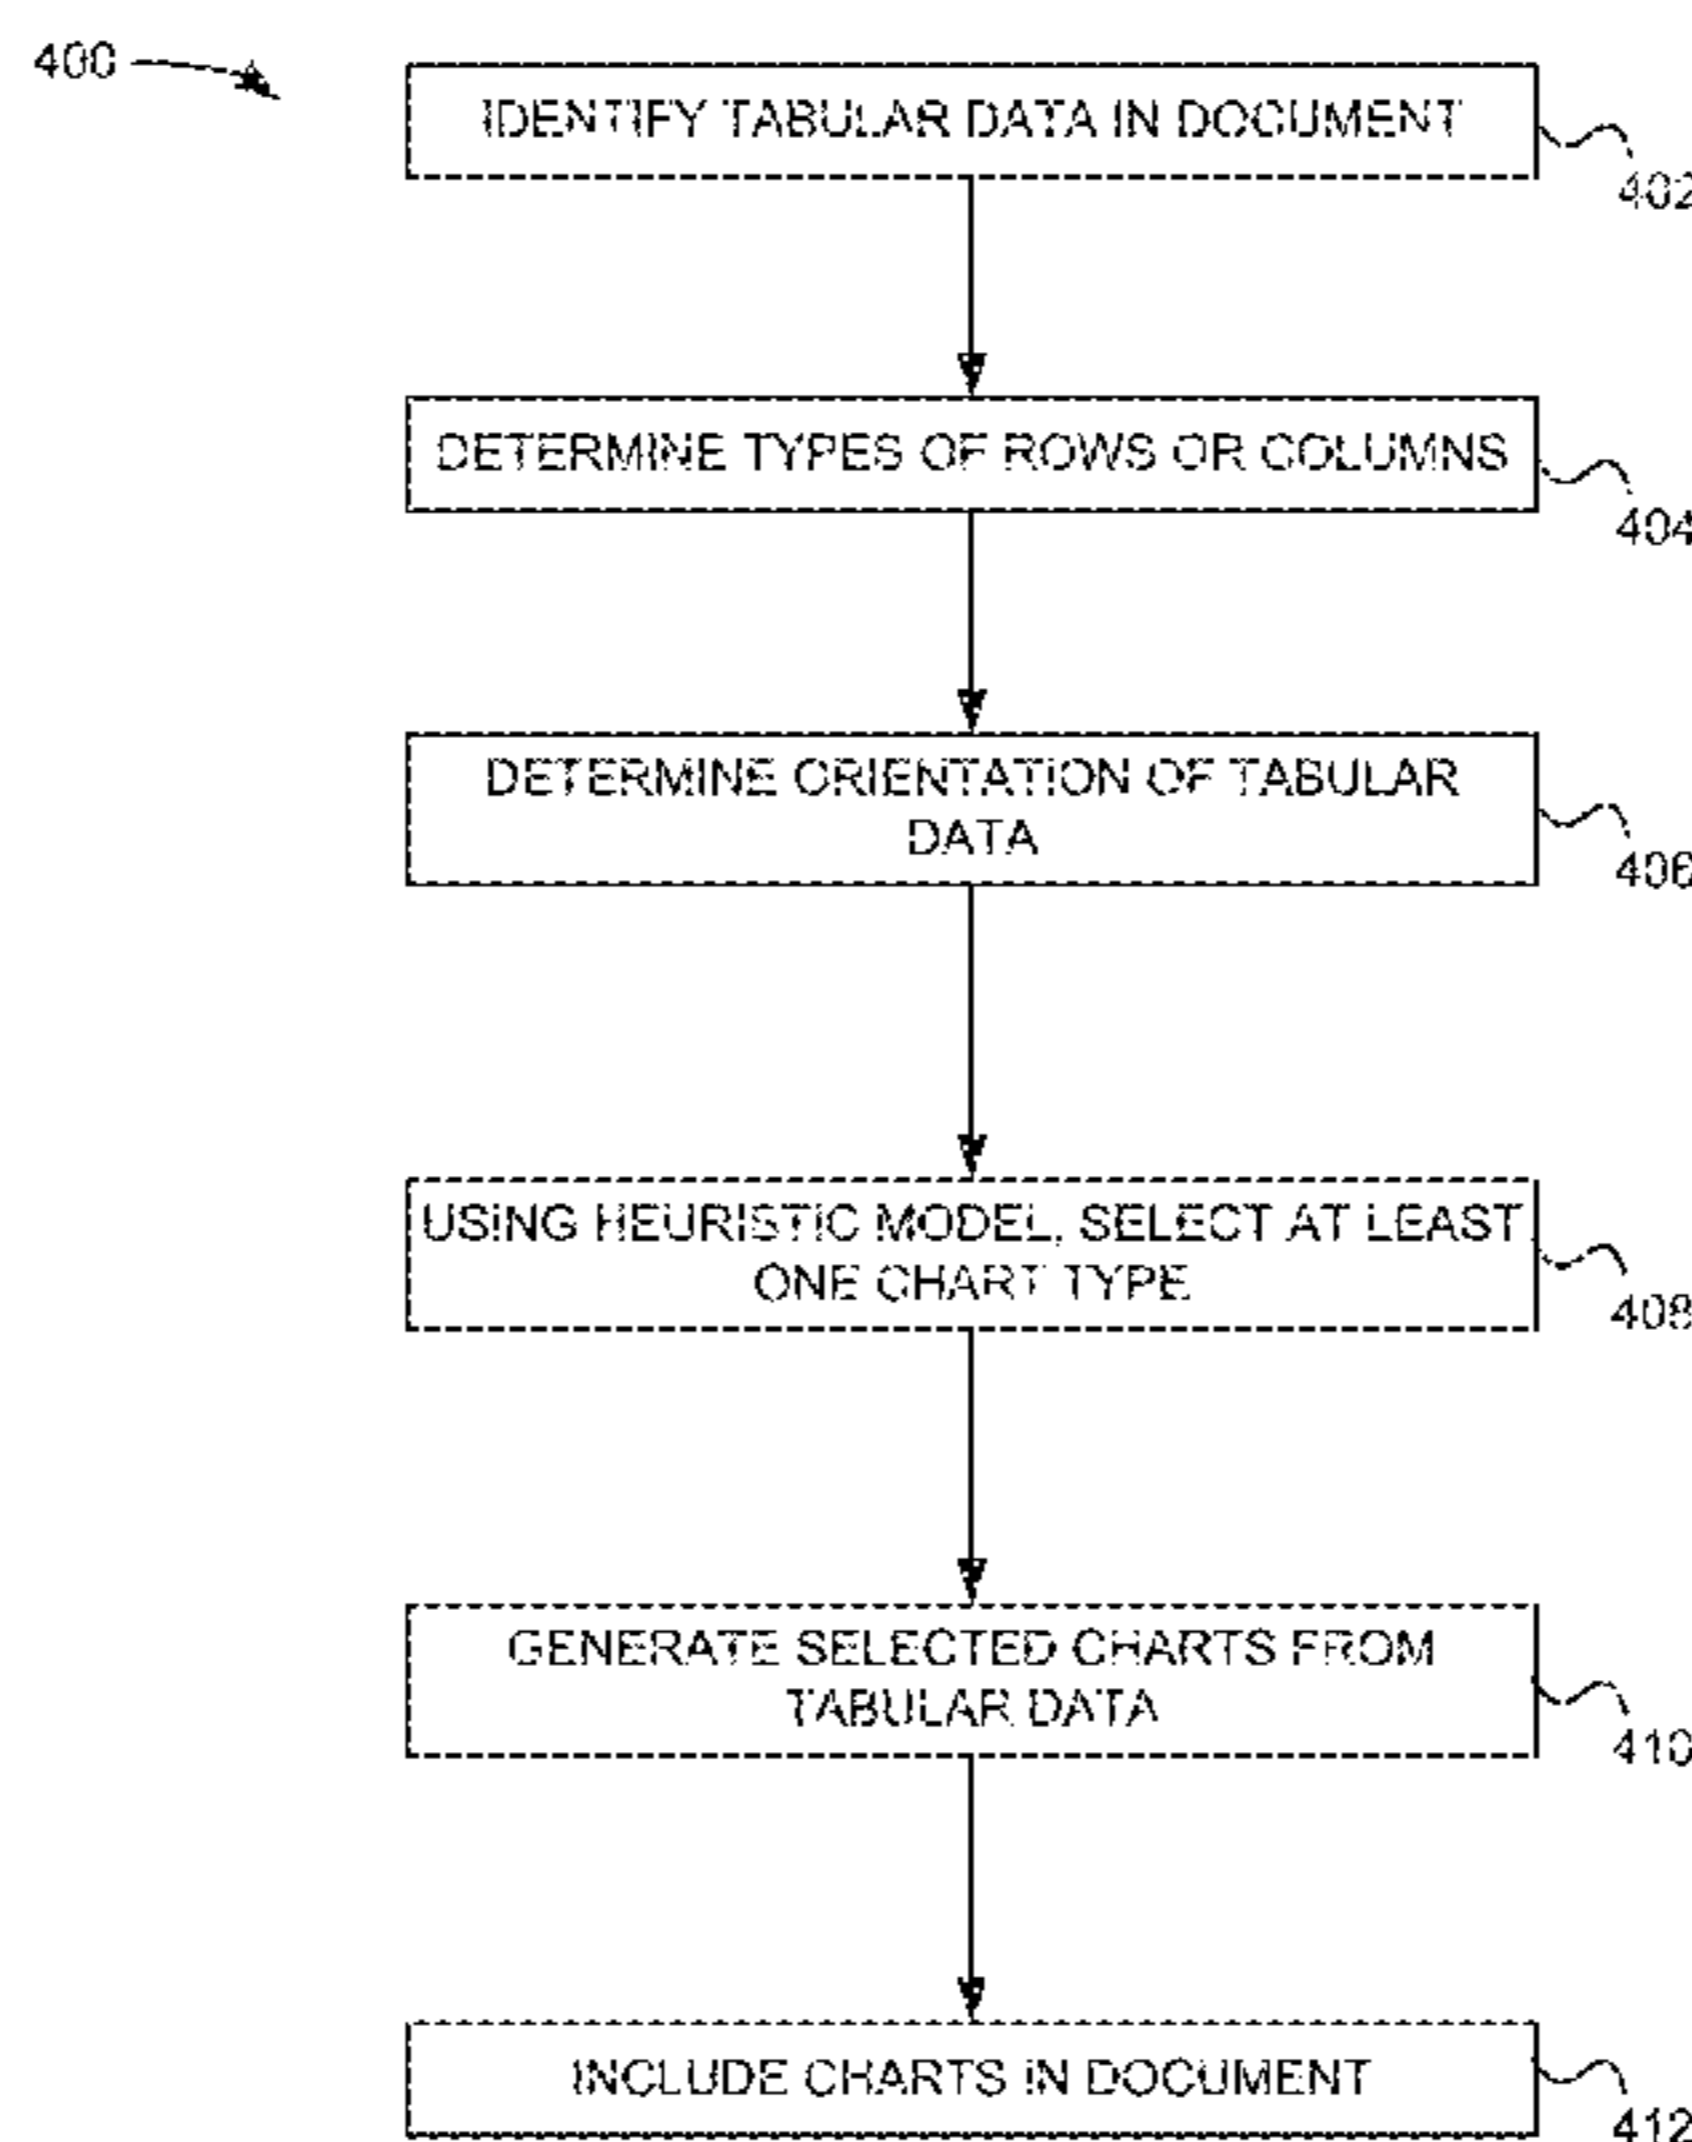 400
IDENTIFY TABULAR DATA IN DOCUMENT
402
DETERMINE TYPES OF ROWS OR COLUMNS
404
DETERMINE ORIENTATION OF TABULAR
DATA
406
USING HEURISTIC MODEL, SELECT AT LEAST
ONE CHART TYPE
408
GENERATE SELECTED CHARTS FROM
TABULAR DATA
410
INCLUDE CHARTS IN DOCUMENT
412